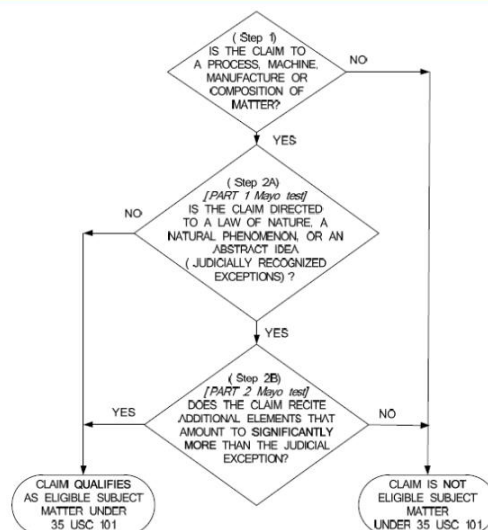 ( Step 1)
IS THE CLAIM TO
A PROCESS, MACHINE,
MANUFACTURE OR
COMPOSITION OF
MATTER?
NO
YES
( Step 2A)
[PART 1 Mayo test]
IS THE CLAIM DIRECTED
TO A LAW OF NATURE, A
NATURAL PHENOMENON, OR AN
ABSTRACT IDEA
( JUDICIALLY RECOGNIZED
EXCEPTIONS) ?
NO
YES
( Step 2B)
[PART 2 Mayo test]
DOES THE CLAIM RECITE
ADDITIONAL ELEMENTS THAT
AMOUNT TO SIGNIFICANTLY
MORE THAN THE JUDICIAL
EXCEPTION?
YES
NO
CLAIM QUALIFIES
AS ELIGIBLE SUBJECT
MATTER UNDER
35 USC 101
CLAIM IS NOT
ELIGIBLE SUBJECT
MATTER
UNDER 35 USC 101